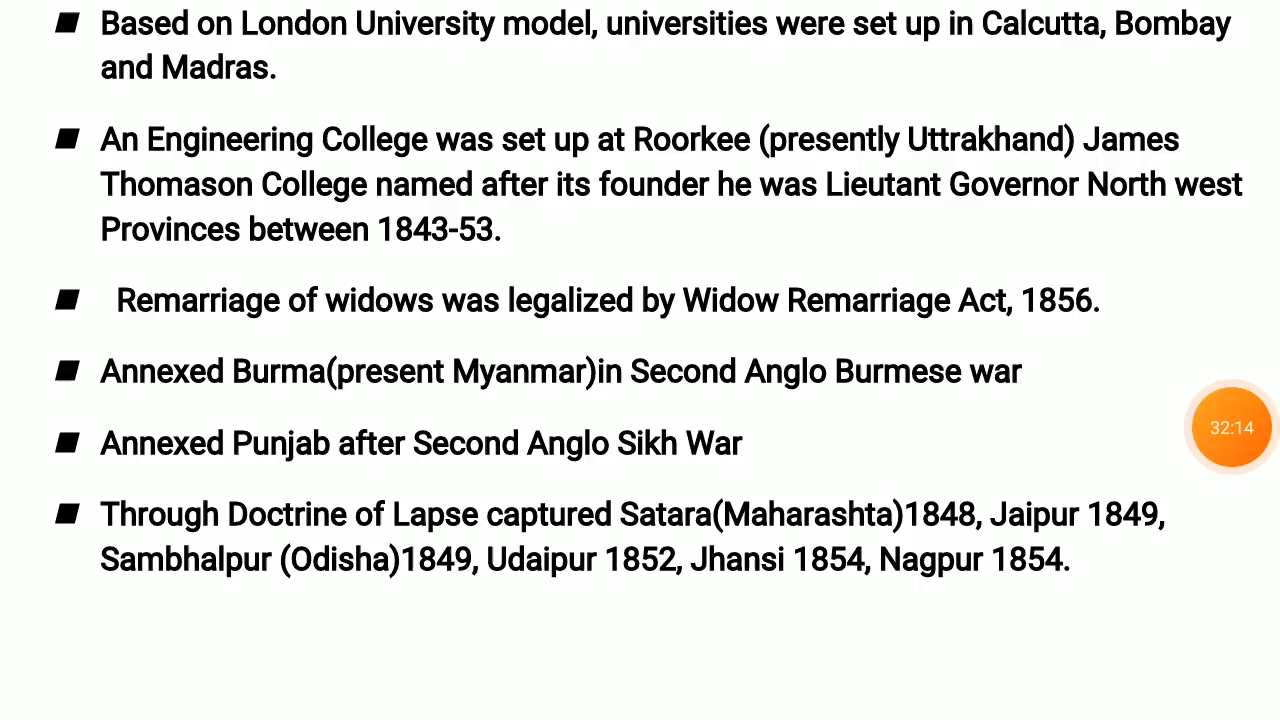 Based on London University model, universities were set up in Calcutta, Bombay
and Madras.
An Engineering College was set up at Roorkee (presently Uttrakhand) James
Thomason College named after its founder he was Lieutant Governor North west
Provinces between 1843-53.
Remarriage of widows was legalized by Widow Remarriage Act, 1856.
Annexed Burma(present Myanmar)in Second Anglo Burmese war
Annexed Punjab after Second Anglo Sikh War
32:14
Through Doctrine of Lapse captured Satara(Maharashta)1848, Jaipur 1849,
Sambhalpur (Odisha)1849, Udaipur 1852, Jhansi 1854, Nagpur 1854.